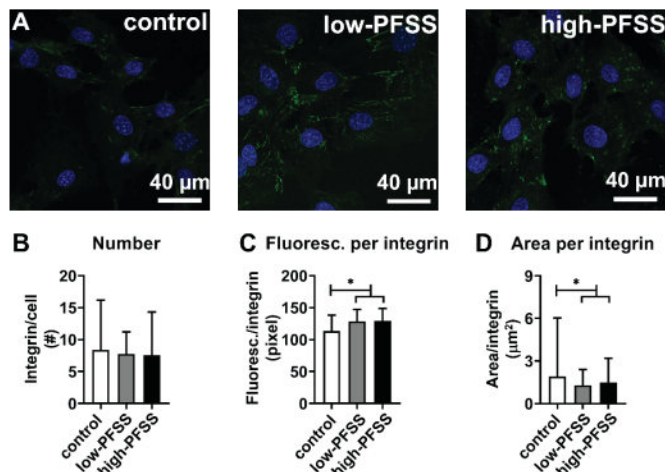 A
control
low-PFSS
high-PFSS
40 µm
40 µm
40 µm
B Number
Integrin/cell
(#)
20
15
10
5
0
control
low-PFSS
high-PFSS
C Fluoresc. per integrin
Fluoresc./integrin
(pixel)
200
150
100
50
0
*
control
low-PFSS
high-PFSS
D Area per integrin
Area/integrin
(µm²)
9
6
3
0
*
control
low-PFSS
high-PFSS